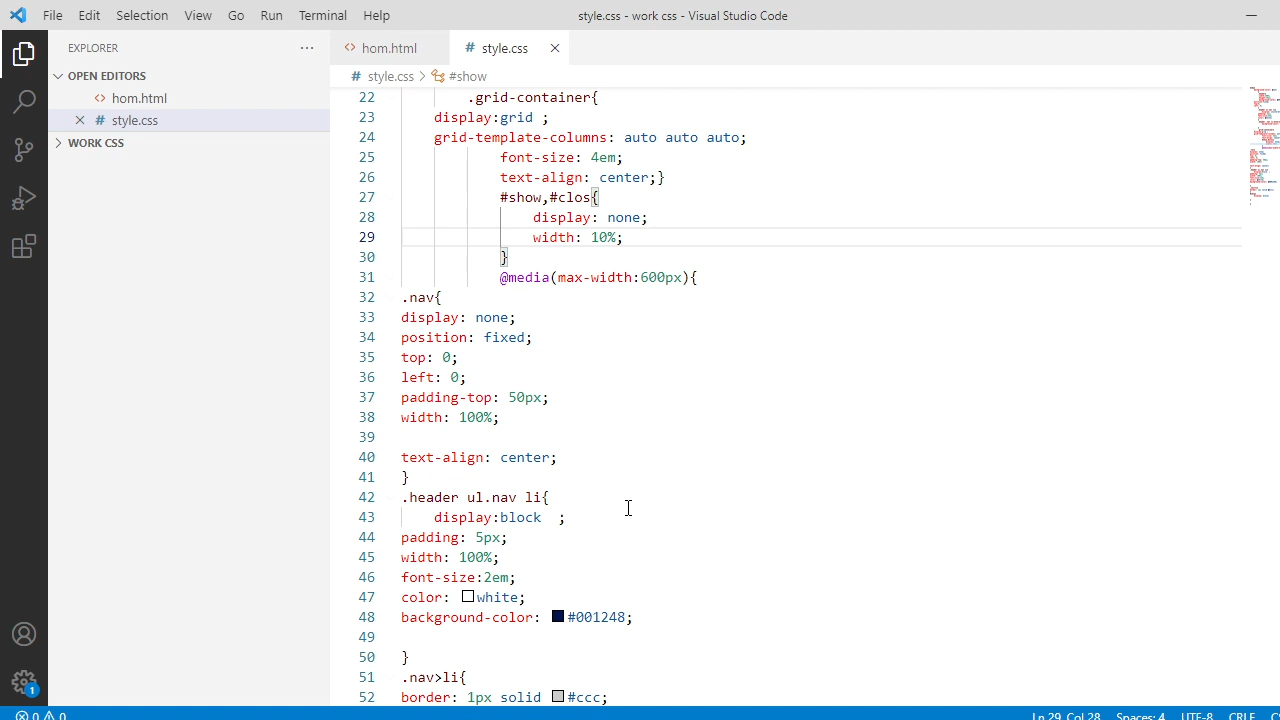 File Edit Selection View Go Run Terminal Help
style.css - work css - Visual Studio Code
EXPLORER
OPEN EDITORS
hom.html
style.css
WORK CSS
hom.html
style.css
style.css > #show
22 .grid-container{
23 display:grid ;
24 grid-template-columns: auto auto auto;
25 font-size: 4em;
26 text-align: center;}
27 #show,#clos{
28 display: none;
29 width: 10%;
30 }
31 @media(max-width:600px){
32 .nav{
33 display: none;
34 position: fixed;
35 top: 0;
36 left: 0;
37 padding-top: 50px;
38 width: 100%;
39
40 text-align: center;
41 }
42 .header ul.nav li{
43 display:block  ;
44 padding: 5px;
45 width: 100%;
46 font-size:2em;
47 color: white;
48 background-color: #001248;
49
50 }
51 .nav>li{
52 border: 1px solid #ccc;
1
0 0
Ln 29, Col 28 Spaces: 4 UTF-8 CRLF